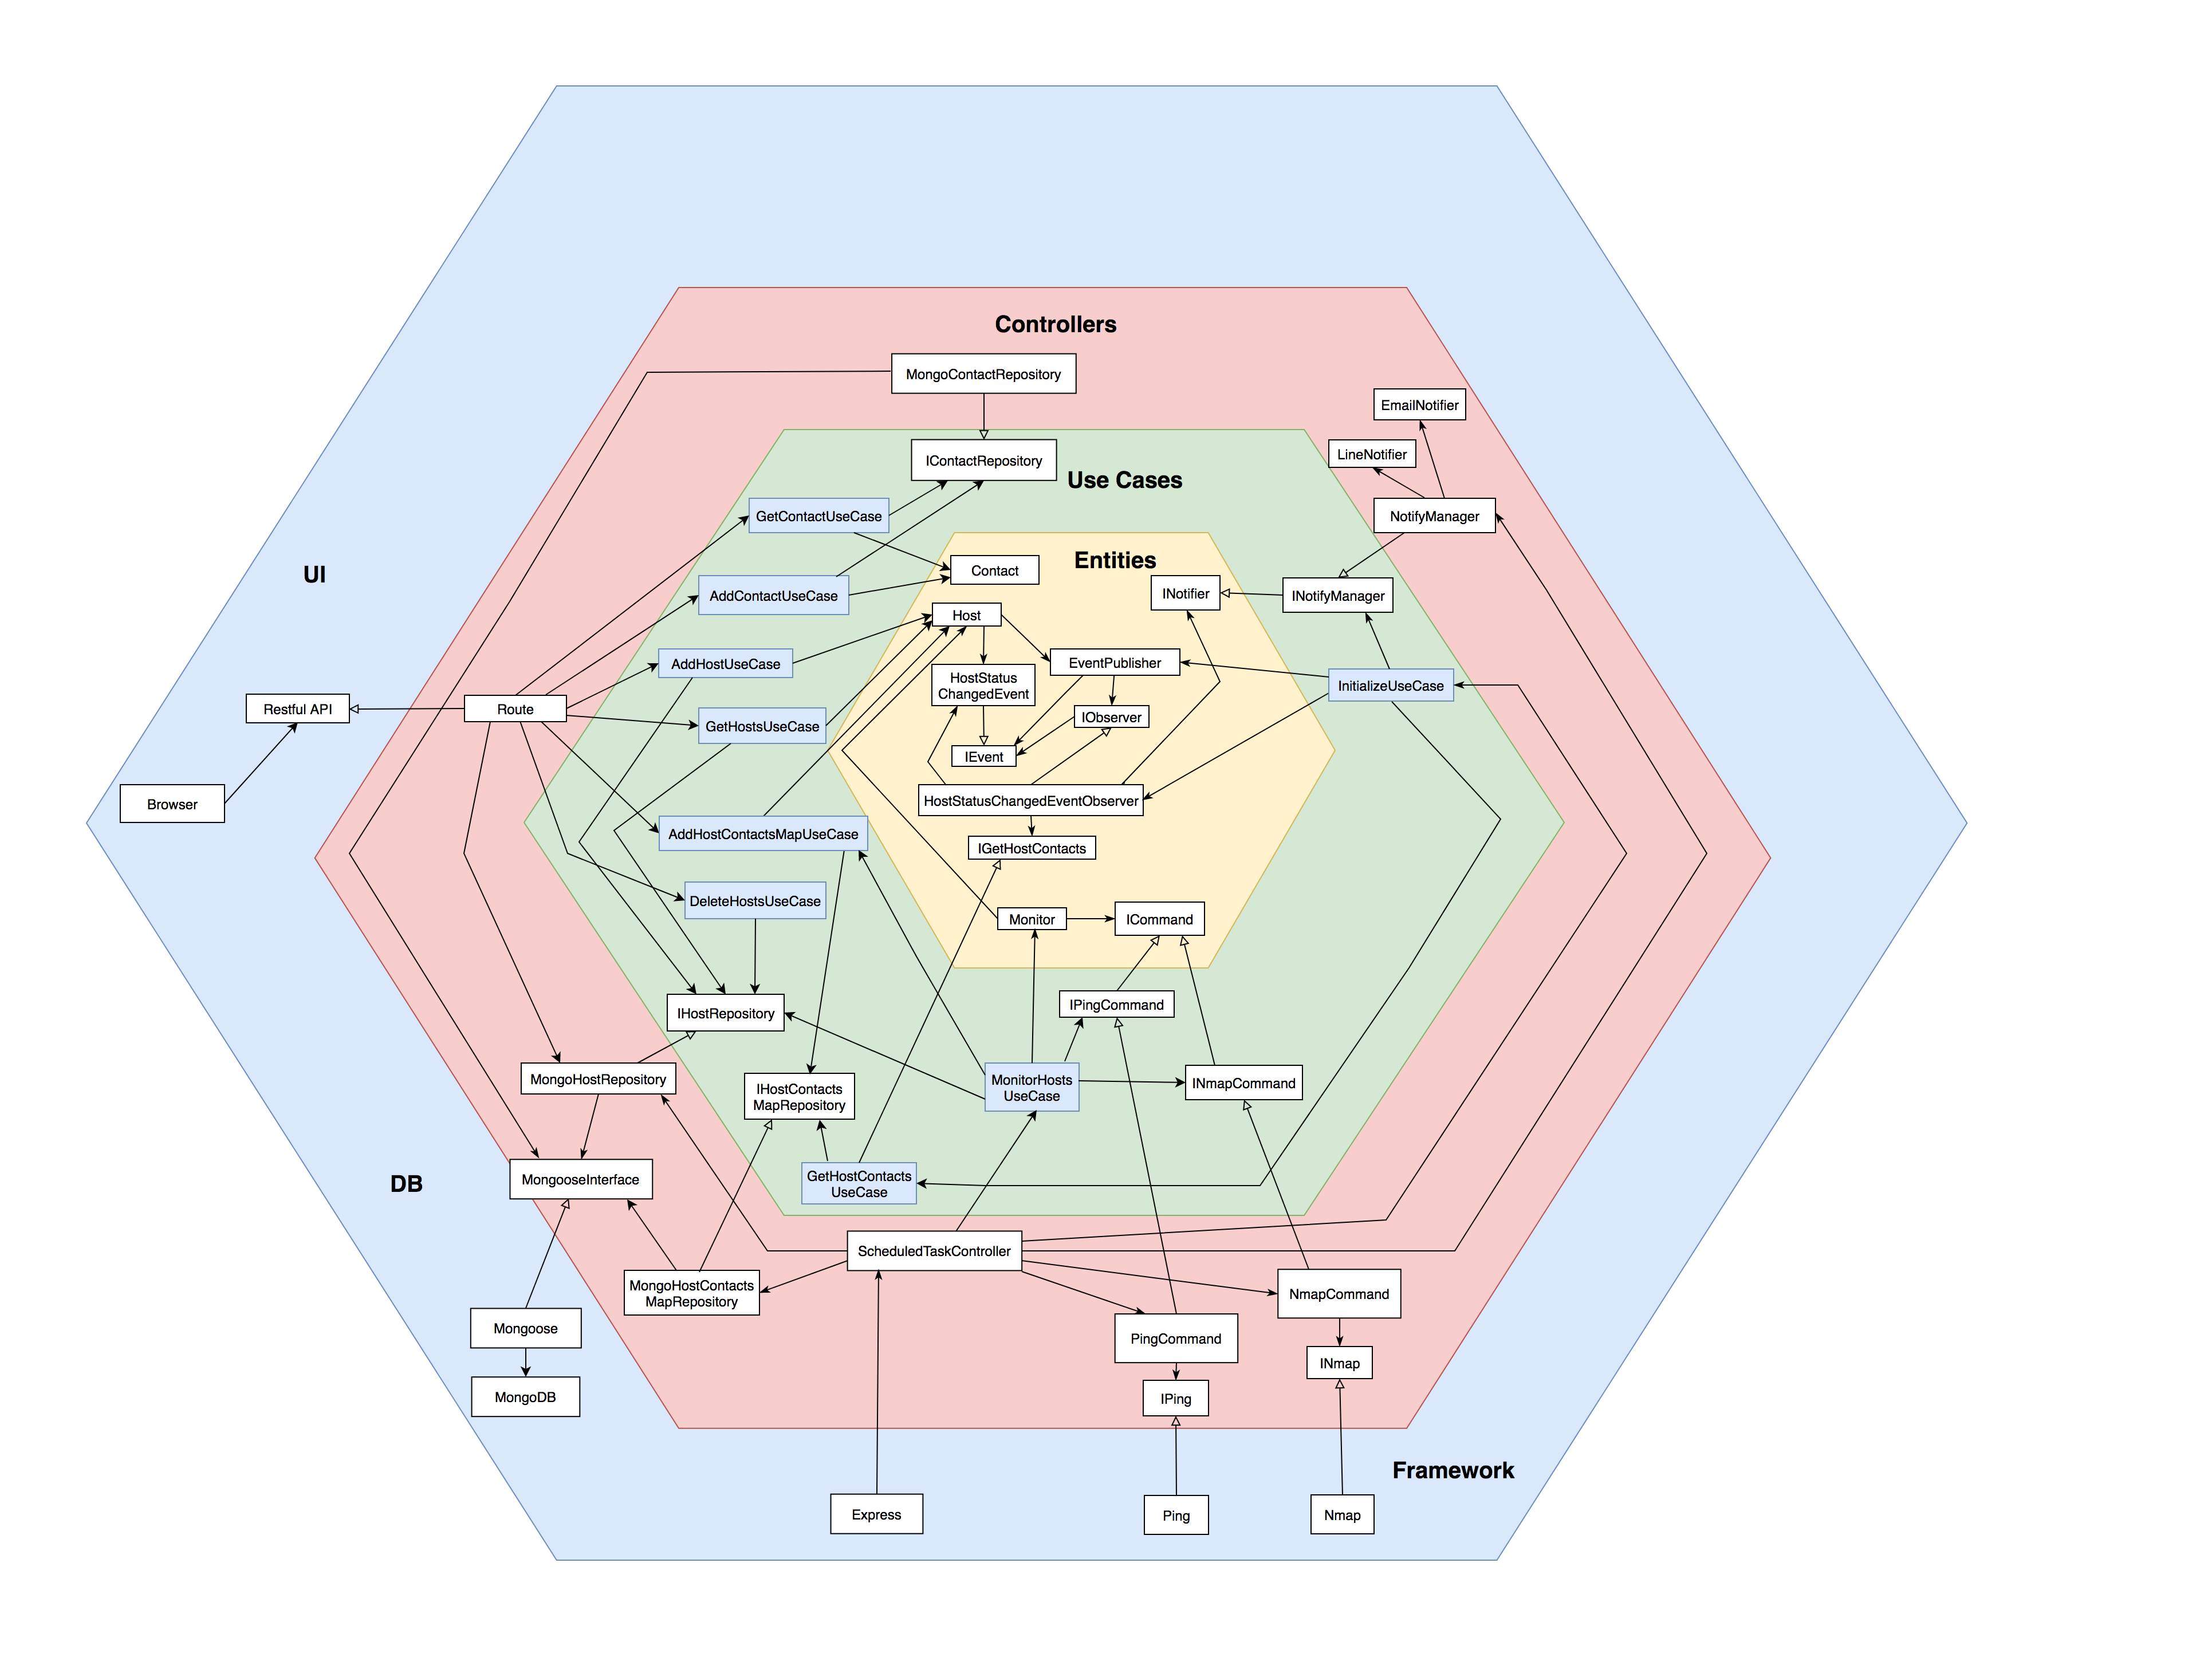 Controllers
MongoContactRepository
EmailNotifier
LineNotifier
IContactRepository
Use Cases
GetContactUseCase
NotifyManager
Entities
Contact
UI
AddContactUseCase
INotifier
INotifyManager
Host
AddHostUseCase
EventPublisher
HostStatus
ChangedEvent
InitializeUseCase
Restful API
Route
IObserver
GetHostsUseCase
IEvent
Browser
HostStatusChangedEventObserver
AddHostContactsMapUseCase
IGetHostContacts
DeleteHostsUseCase
Monitor
ICommand
IHostRepository
IPingCommand
MongoHostRepository
MonitorHosts
UseCase
INmapCommand
IHostContacts
MapRepository
DB
MongooseInterface
GetHostContacts
UseCase
ScheduledTaskController
MongoHostContacts
MapRepository
NmapCommand
Mongoose
PingCommand
INmap
MongoDB
IPing
Framework
Express
Ping
Nmap